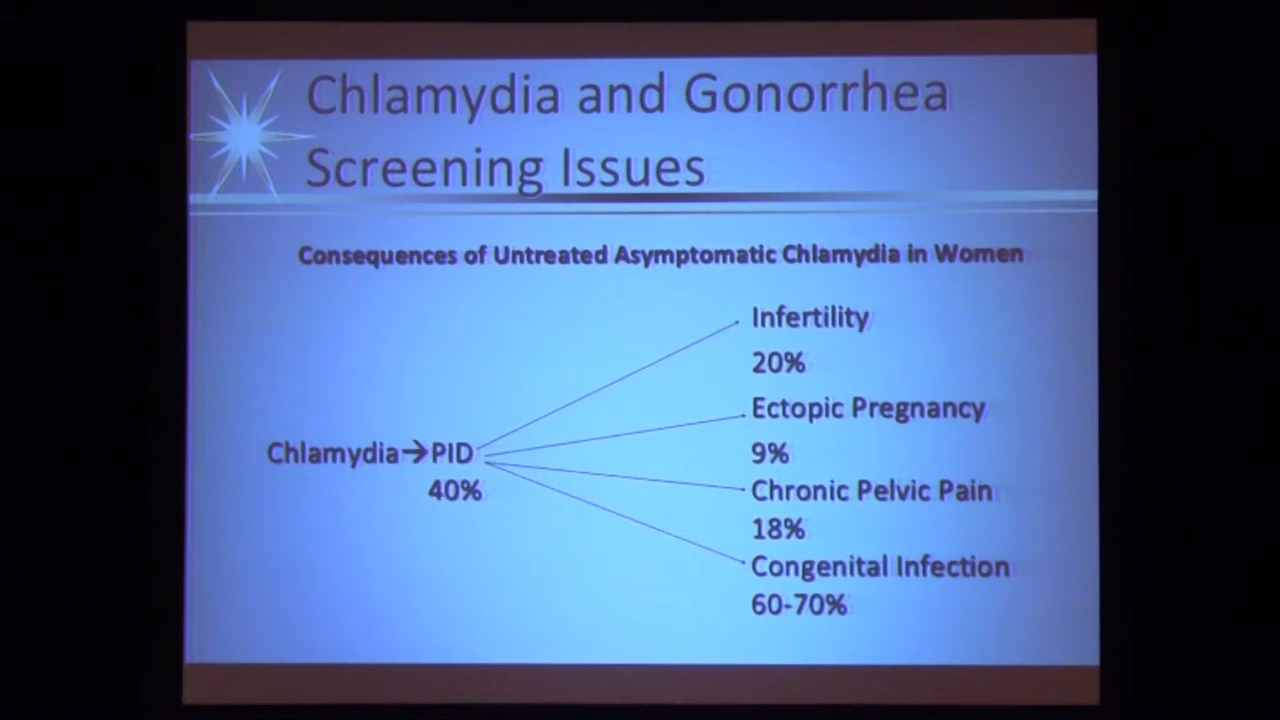 Chlamydia and Gonorrhea
Screening Issues
Consequences of Untreated Asymptomatic Chlamydia in Women
Infertility
20%
Ectopic Pregnancy
9%
Chlamydia→PID
40%
Chronic Pelvic Pain
18%
Congenital Infection
60-70%